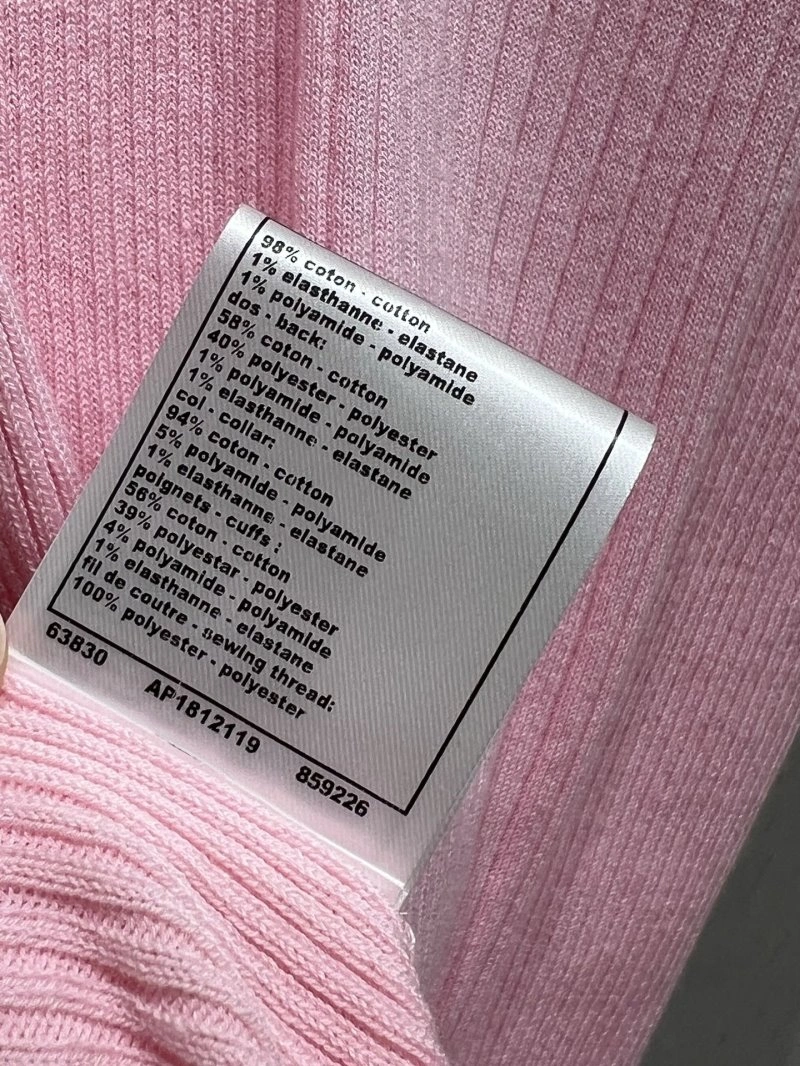 98% coton - cotton
1% elasthanne - elastane
1% polyamide - polyamide
dos - back:
58% coton - cotton
40% polyester - polyester
1% polyamide - polyamide
1% elasthanne - elastane
col - collar:
94% coton - cotton
5% polyamide - polyamide
1% elasthanne - elastane
poignets - cuffs :
56% coton - cotton
39% polyestar - polyester
4% polyamide - polyamide
1% elasthanne - elastane
fil de coutre - sewing thread:
100% polyester - polyester
63830 AP1812119 859226